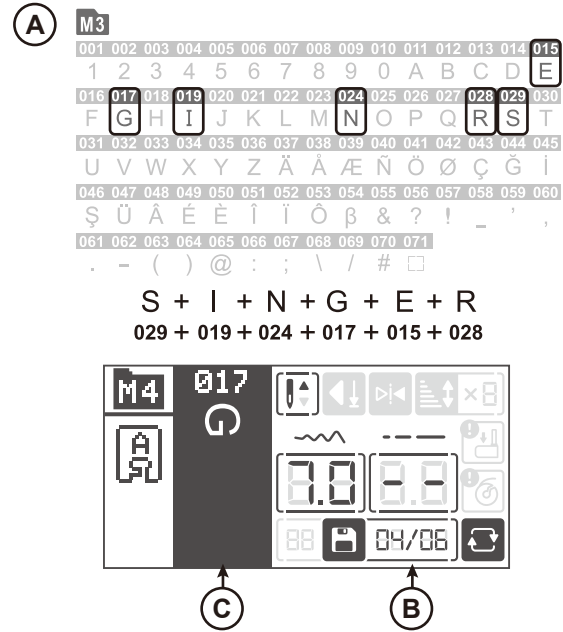 A M3
001 002 003 004 005 006 007 008 009 010 011 012 013 014 015
1 2 3 4 5 6 7 8 9 0 A B C D E
016 017 018 019 020 021 022 023 024 025 026 027 028 029 030
F G H I J K L M N O P Q R S T
031 032 033 034 035 036 037 038 039 040 041 042 043 044 045
U V W X Y Z Ä Å Æ Ñ Ö Ø Ç Ğ İ
046 047 048 049 050 051 052 053 054 055 056 057 058 059 060
Ş Ü Â É È Î Ï Ô β & ? ! _ ’ ,
061 062 063 064 065 066 067 068 069 070 071
. - ( ) @ : ; \ / # □
S + I + N + G + E + R
029 + 019 + 024 + 017 + 015 + 028
M4 017 ×8
G
A
7.0 --
88 04/06
C B